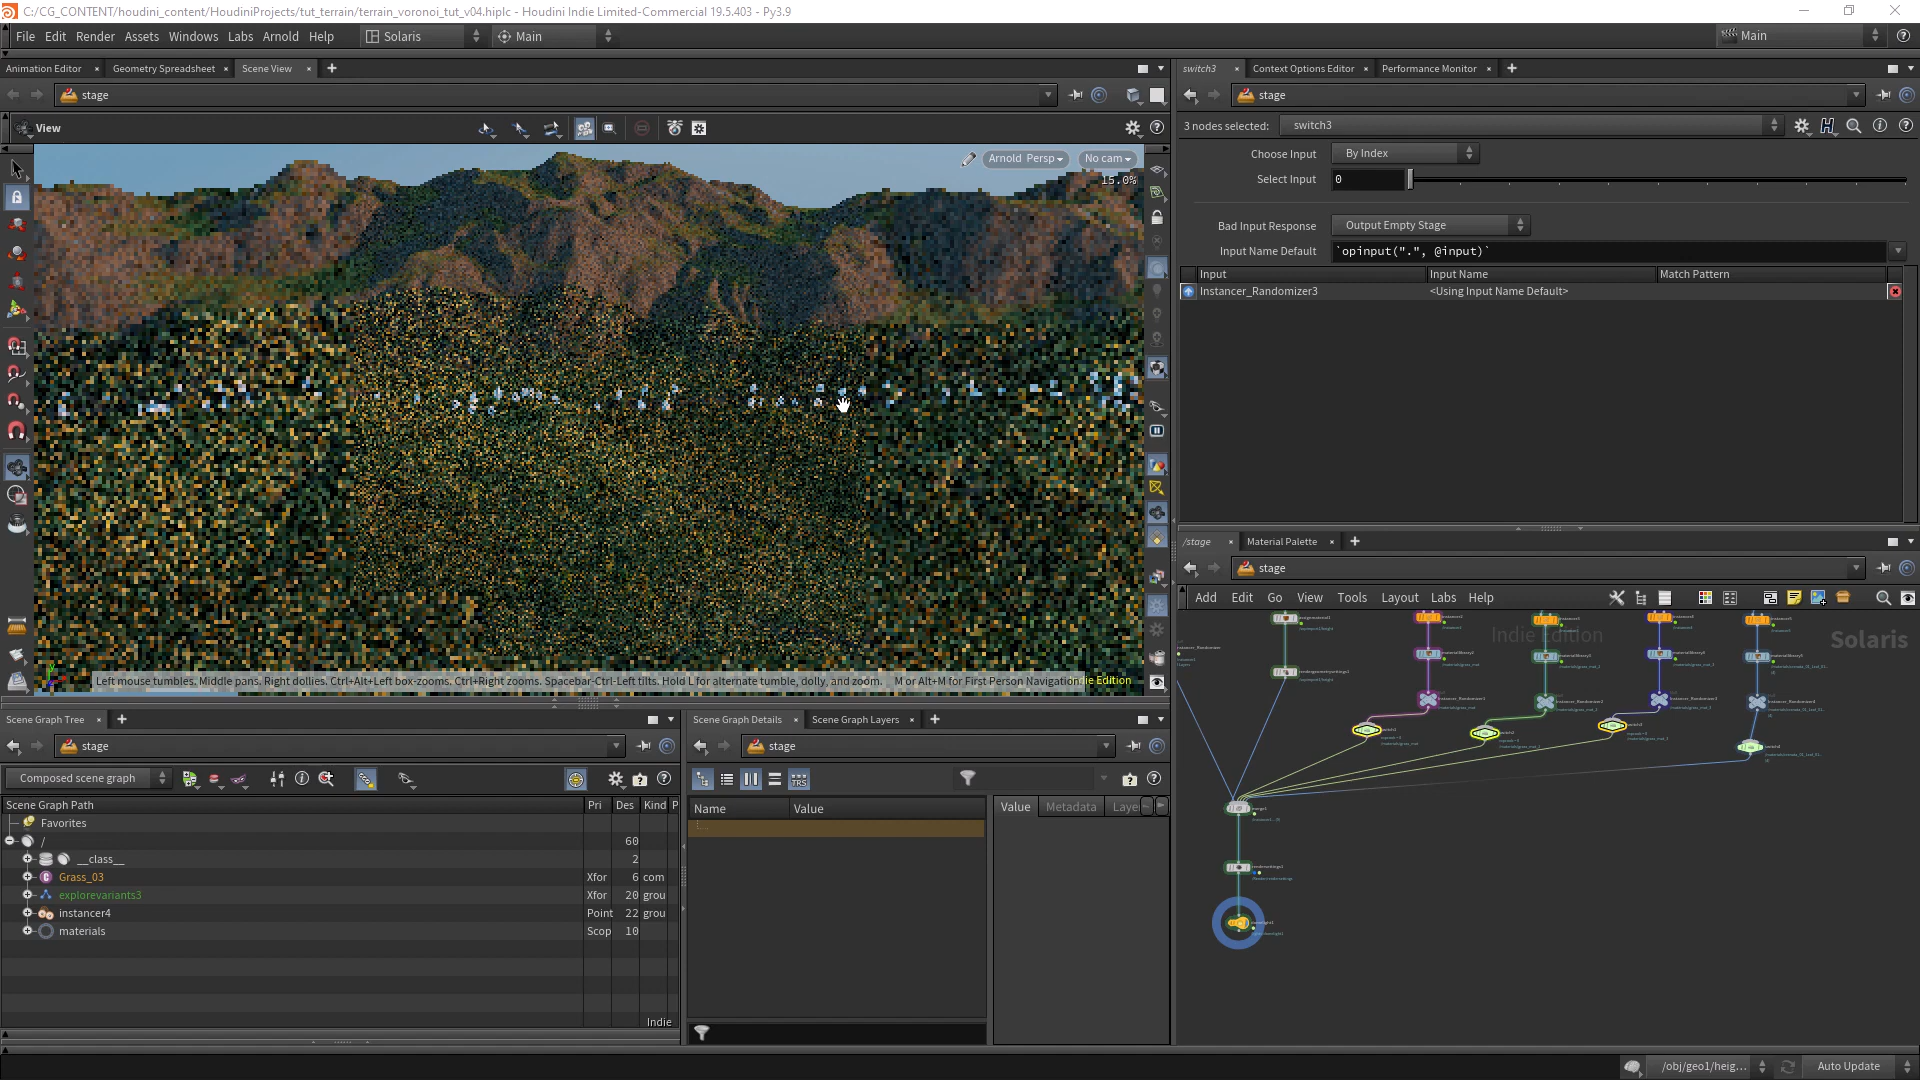 C:/CG_CONTENT/houdini_content/HoudiniProjects/tut_terrain/terrain_voronoi_tut_v04.hiplc - Houdini Indie Limited-Commercial 19.5.403 - Py3.9
File Edit Render Assets Windows Labs Arnold Help Solaris Main Main
Animation Editor Geometry Spreadsheet Scene View
stage
View
Arnold Persp No cam
15.0%
Left mouse tumbles. Middle pans. Right dollies. Ctrl+Alt+Left box-zooms. Ctrl+Right zooms. Spacebar-Ctrl-Left tilts. Hold L for alternate tumble, dolly, and zoom. M or Alt+M for First Person Navigation
Indie Edition
switch3 Context Options Editor Performance Monitor
stage
3 nodes selected: switch3
Choose Input By Index
Select Input 0
Bad Input Response Output Empty Stage
Input Name Default `opinput(".", @input)`
Input Input Name Match Pattern
Instancer_Randomizer3 <Using Input Name Default>
/stage Material Palette
stage
Add Edit Go View Tools Layout Labs Help
Indie Edition
Solaris
Scene Graph Tree
stage
Composed scene graph
Scene Graph Path Pri Des Kind P
Favorites
/ 60
__class__ 2
Grass_03 Xfor 6 com
explorevariants3 Xfor 20 grou
instancer4 Point 22 grou
materials Scop 10
Indie
Scene Graph Details Scene Graph Layers
stage
Name Value
Value Metadata Laye
/obj/geo1/heig... Auto Update